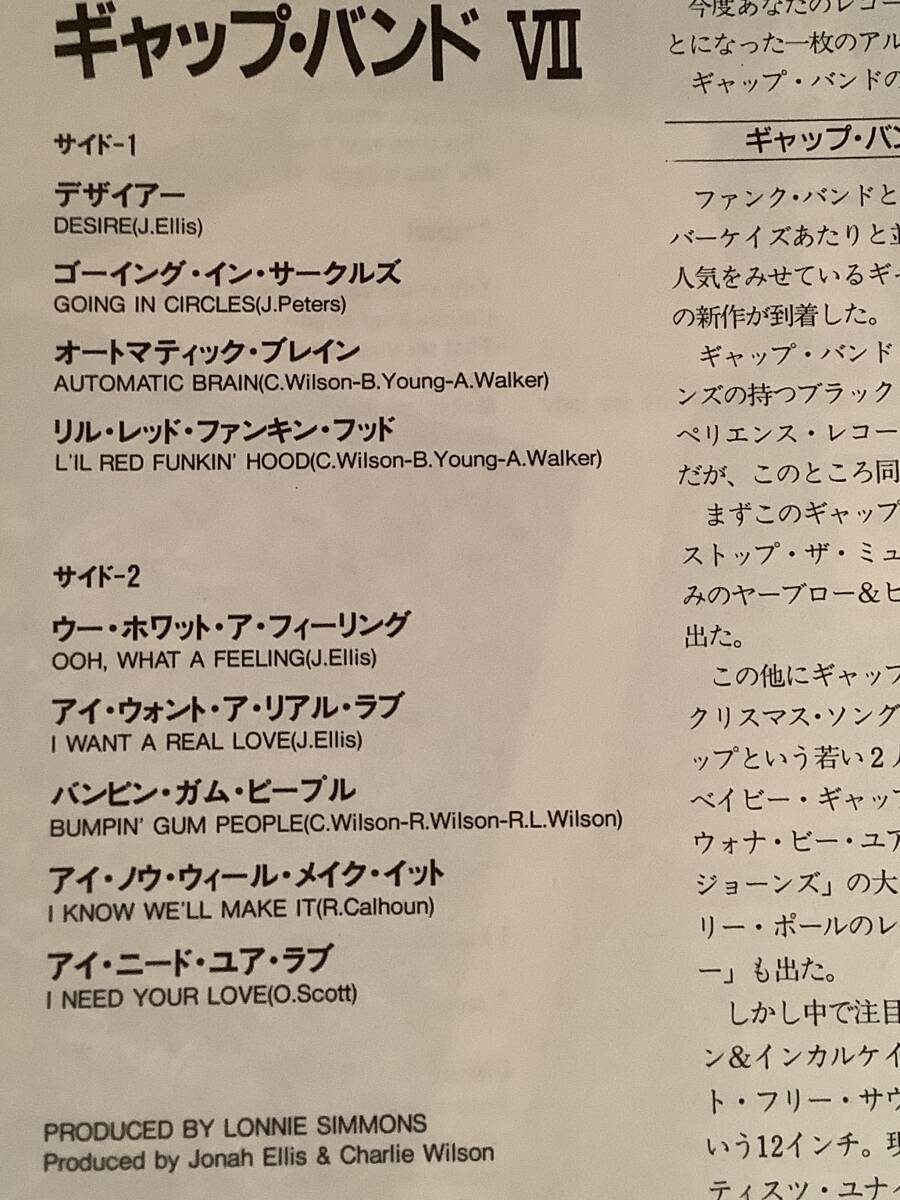 ギャップ・バンド VII
サイド-1
デザイアー
DESIRE(J.Ellis)
ゴーイング・イン・サークルズ
GOING IN CIRCLES(J.Peters)
オートマティック・ブレイン
AUTOMATIC BRAIN(C.Wilson-B.Young-A.Walker)
リル・レッド・ファンキン・フッド
L'IL RED FUNKIN' HOOD(C.Wilson-B.Young-A.Walker)
サイド-2
ウー・ホワット・ア・フィーリング
OOH, WHAT A FEELING(J.Ellis)
アイ・ウォント・ア・リアル・ラブ
I WANT A REAL LOVE(J.Ellis)
バンピン・ガム・ピープル
BUMPIN' GUM PEOPLE(C.Wilson-R.Wilson-R.L.Wilson)
アイ・ノウ・ウィール・メイク・イット
I KNOW WE'LL MAKE IT(R.Calhoun)
アイ・ニード・ユア・ラブ
I NEED YOUR LOVE(O.Scott)
PRODUCED BY LONNIE SIMMONS
Produced by Jonah Ellis & Charlie Wilson
今度あなたのレコー
とになった一枚のアル
ギャップ・バンドの
ギャップ・バン
ファンク・バンドと
バーケイズあたりと並
人気をみせているギャ
の新作が到着した。
ギャップ・バンド
ンズの持つブラック
ペリエンス・レコー
だが、このところ同
まずこのギャップ
ストップ・ザ・ミュ
みのヤーブロー&ピ
出た。
この他にギャップ
クリスマス・ソング
ップという若い2人
ベイビー・ギャップ
ウォナ・ビー・ユア
ジョーンズ」の大
リー・ポールのレ
ー」も出た。
しかし中で注目
ン&インカルケイ
ト・フリー・サウ
いう12インチ。現
ティスツ・ユナイ